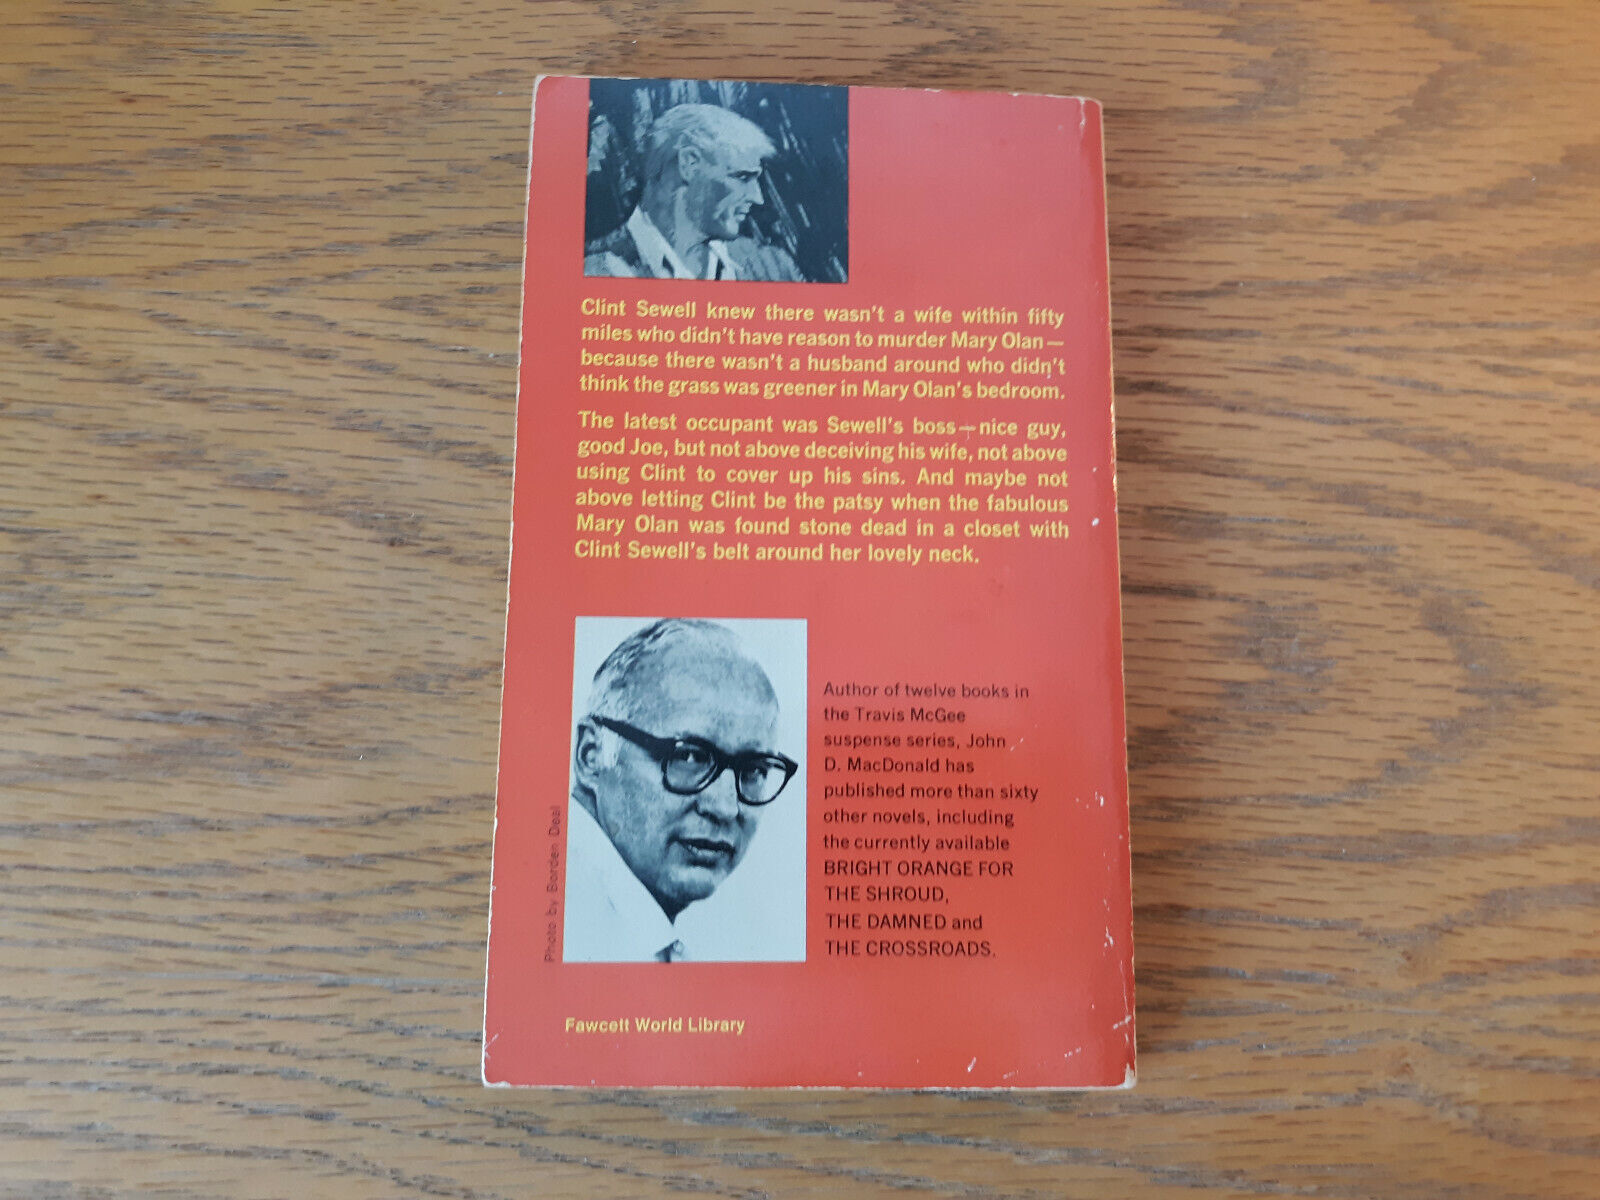 Clint Sewell knew there wasn't a wife within fifty
miles who didn't have reason to murder Mary Olan—
because there wasn't a husband around who didn't
think the grass was greener in Mary Olan's bedroom.
The latest occupant was Sewell's boss—nice guy,
good Joe, but not above deceiving his wife, not above
using Clint to cover up his sins. And maybe not
above letting Clint be the patsy when the fabulous
Mary Olan was found stone dead in a closet with
Clint Sewell's belt around her lovely neck.
Photo by Borden Deal
Author of twelve books in
the Travis McGee
suspense series, John
D. MacDonald has
published more than sixty
other novels, including
the currently available
BRIGHT ORANGE FOR
THE SHROUD,
THE DAMNED and
THE CROSSROADS.
Fawcett World Library